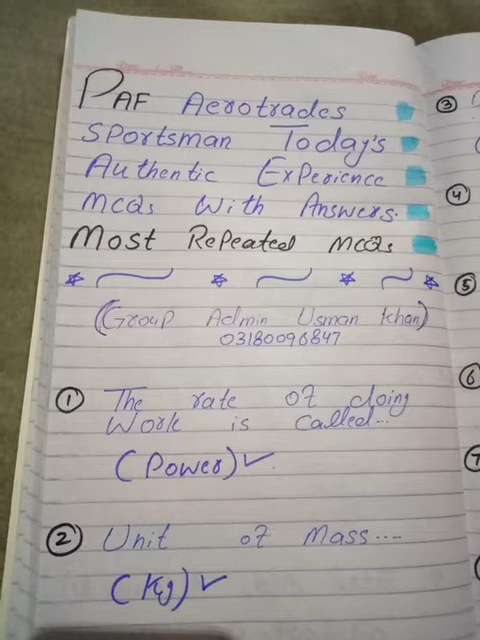 PAF Aerotrades
Sportsman Today's
Authentic Experience
MCQs With Answers.
Most Repeated MCQs
(Group Admin Usman Khan)
03180096847
① The rate of doing
Work is called...
(Power) ✓
② Unit of Mass....
(Kg) ✓
③
④
⑤
⑥